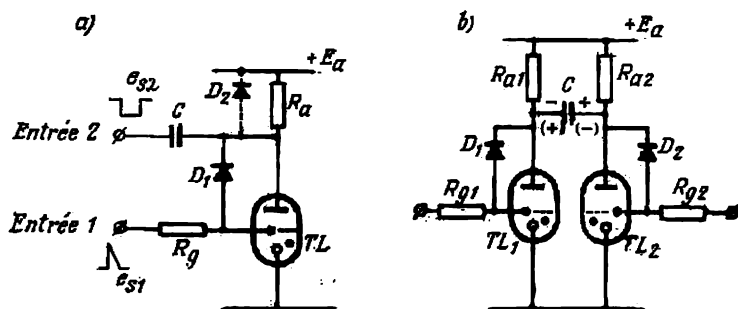 a)
+Ea
D2
es2
C
Ra
Entrée 2
D1
Entrée 1
Rg
TL
es1
b)
+Ea
Ra1
C
Ra2
- +
(+) (-)
D1
D2
Rg1
Rg2
TL1
TL2